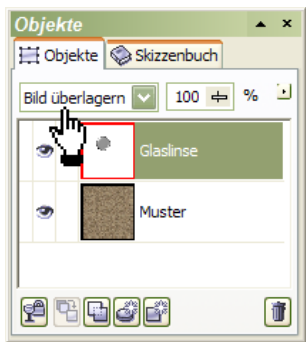 Objekte
Objekte Skizzenbuch
Bild überlagern 100 %
Glaslinse
Muster